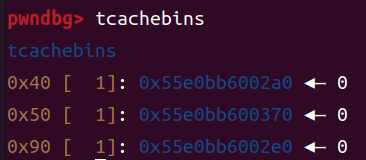 pwndbg> tcachebins
tcachebins
0x40 [  1]: 0x55e0bb6002a0 ◂— 0
0x50 [  1]: 0x55e0bb600370 ◂— 0
0x90 [  1]: 0x55e0bb6002e0 ◂— 0